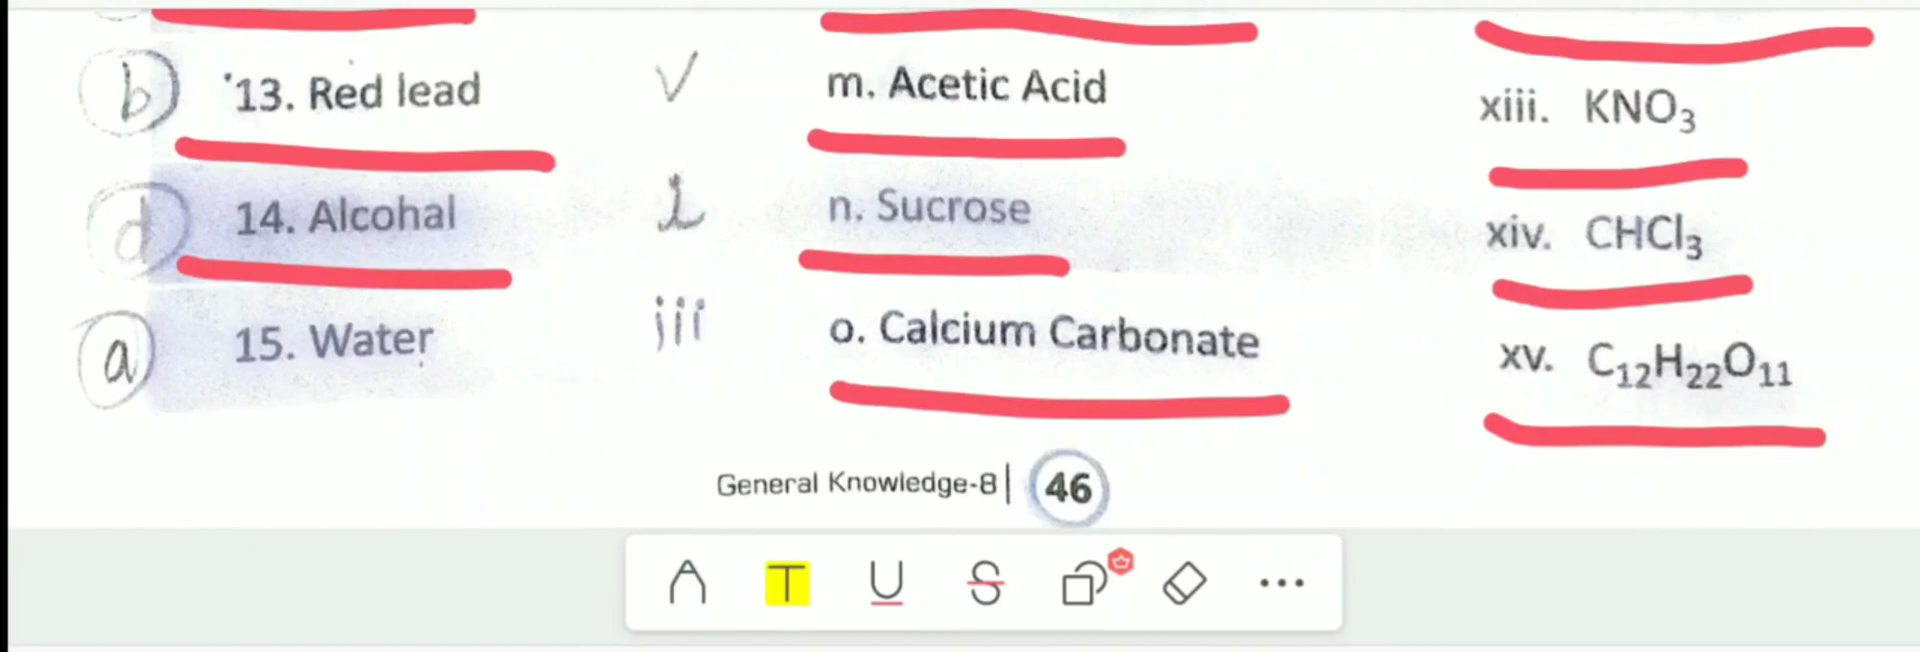 b 13. Red lead V m. Acetic Acid xiii. KNO₃
d 14. Alcohal i n. Sucrose xiv. CHCl₃
a 15. Water iii o. Calcium Carbonate xv. C₁₂H₂₂O₁₁
General Knowledge-8 | 46